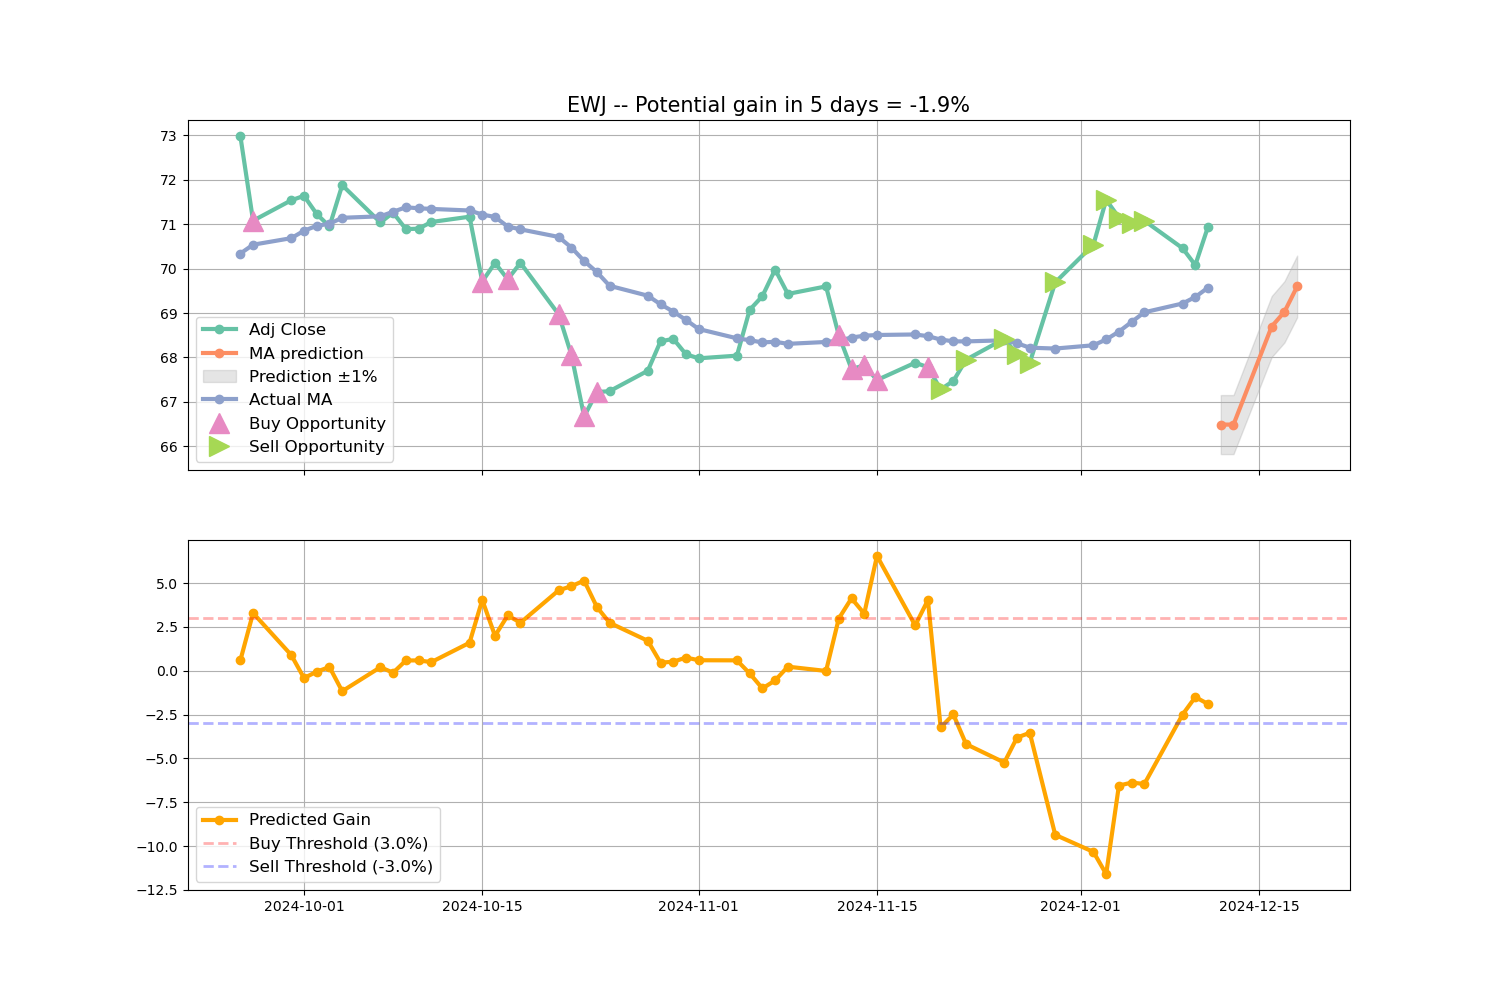 EWJ -- Potential gain in 5 days = -1.9%
73
72
71
70
69
68
67
66
Adj Close
MA prediction
Prediction ±1%
Actual MA
Buy Opportunity
Sell Opportunity
5.0
2.5
0.0
−2.5
−5.0
−7.5
−10.0
−12.5
Predicted Gain
Buy Threshold (3.0%)
Sell Threshold (-3.0%)
2024-10-01 2024-10-15 2024-11-01 2024-11-15 2024-12-01 2024-12-15